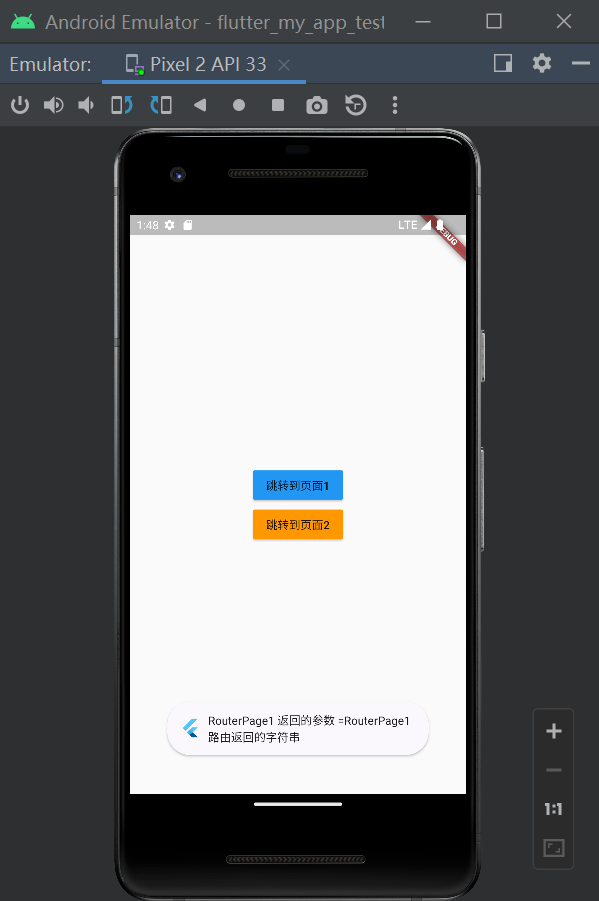 Android Emulator - flutter_my_app_test
Emulator:
Pixel 2 API 33
1:48
LTE
DEBUG
跳转到页面1
跳转到页面2
RouterPage1 返回的参数 =RouterPage1
路由返回的字符串
1:1